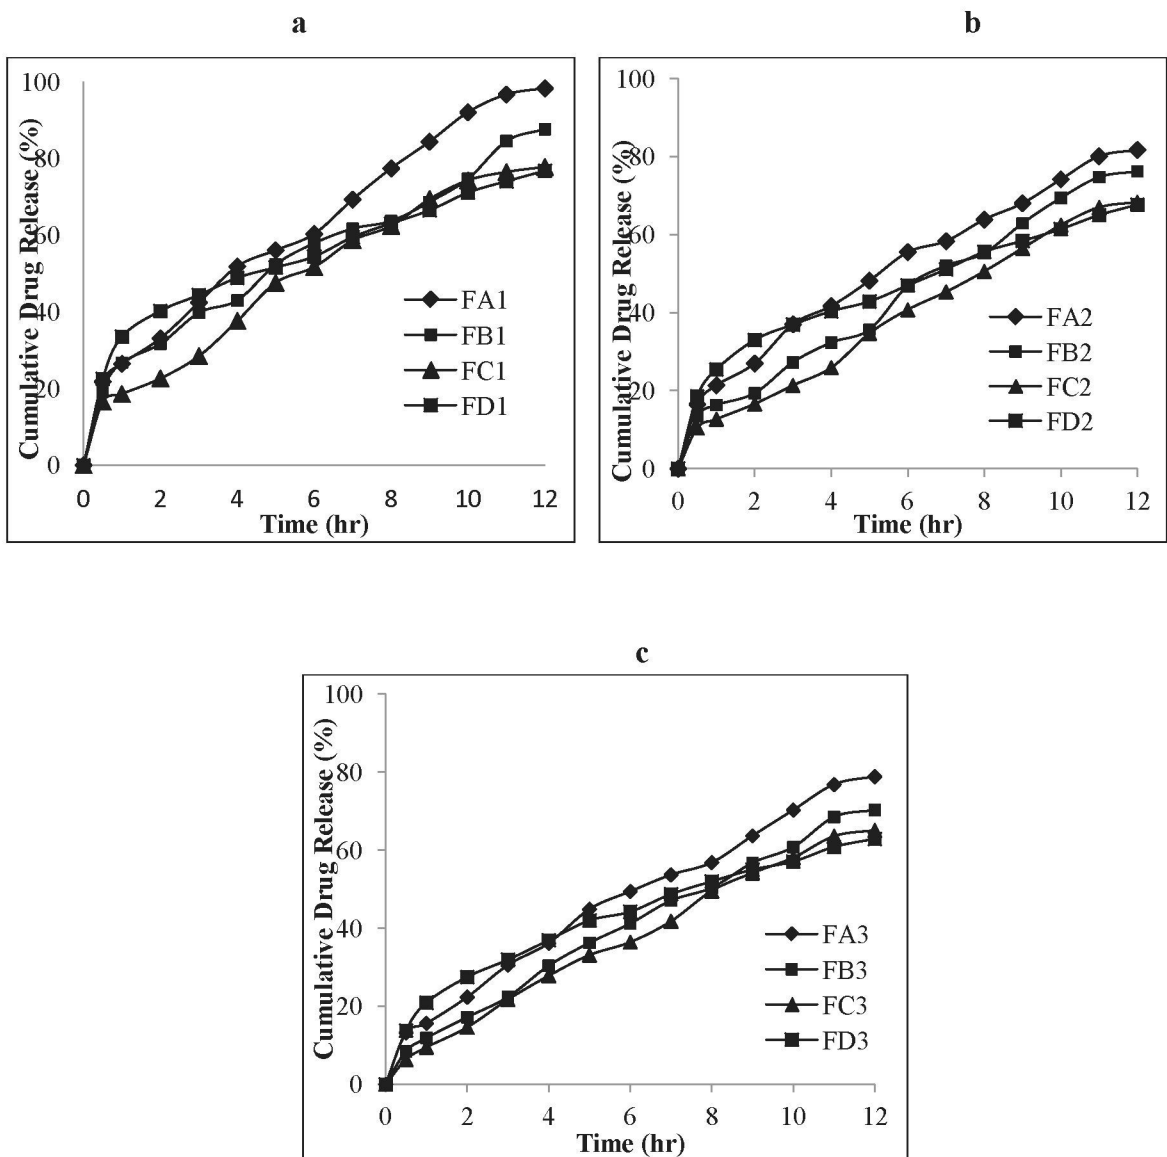 a
Cumulative Drug Release (%)
100
80
60
40
20
0
0 2 4 6 8 10 12
Time (hr)
FA1
FB1
FC1
FD1
b
Cumulative Drug Release (%)
100
80
60
40
20
0
0 2 4 6 8 10 12
Time (hr)
FA2
FB2
FC2
FD2
c
Cumulative Drug Release (%)
100
80
60
40
20
0
0 2 4 6 8 10 12
Time (hr)
FA3
FB3
FC3
FD3